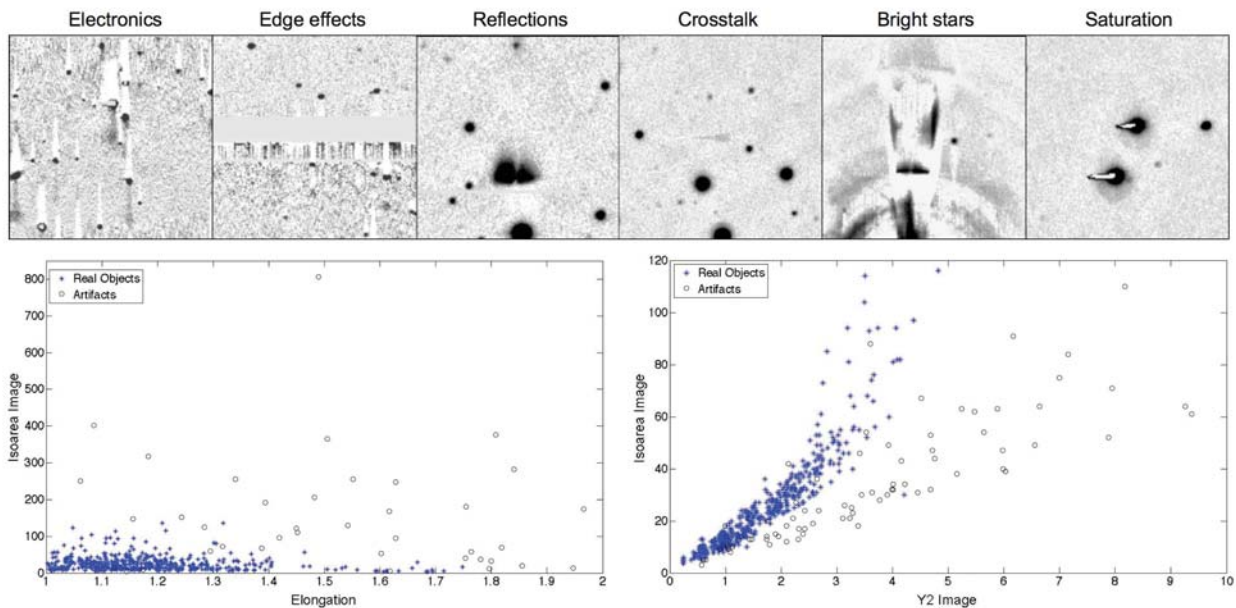 Electronics
Edge effects
Reflections
Crosstalk
Bright stars
Saturation
Real Objects
Artifacts
Isoarea Image
800
700
600
500
400
300
200
100
0
1
1.1
1.2
1.3
1.4
1.5
1.6
1.7
1.8
1.9
2
Elongation
Real Objects
Artifacts
Isoarea Image
120
100
80
60
40
20
0
0
1
2
3
4
5
6
7
8
9
10
Y2 Image